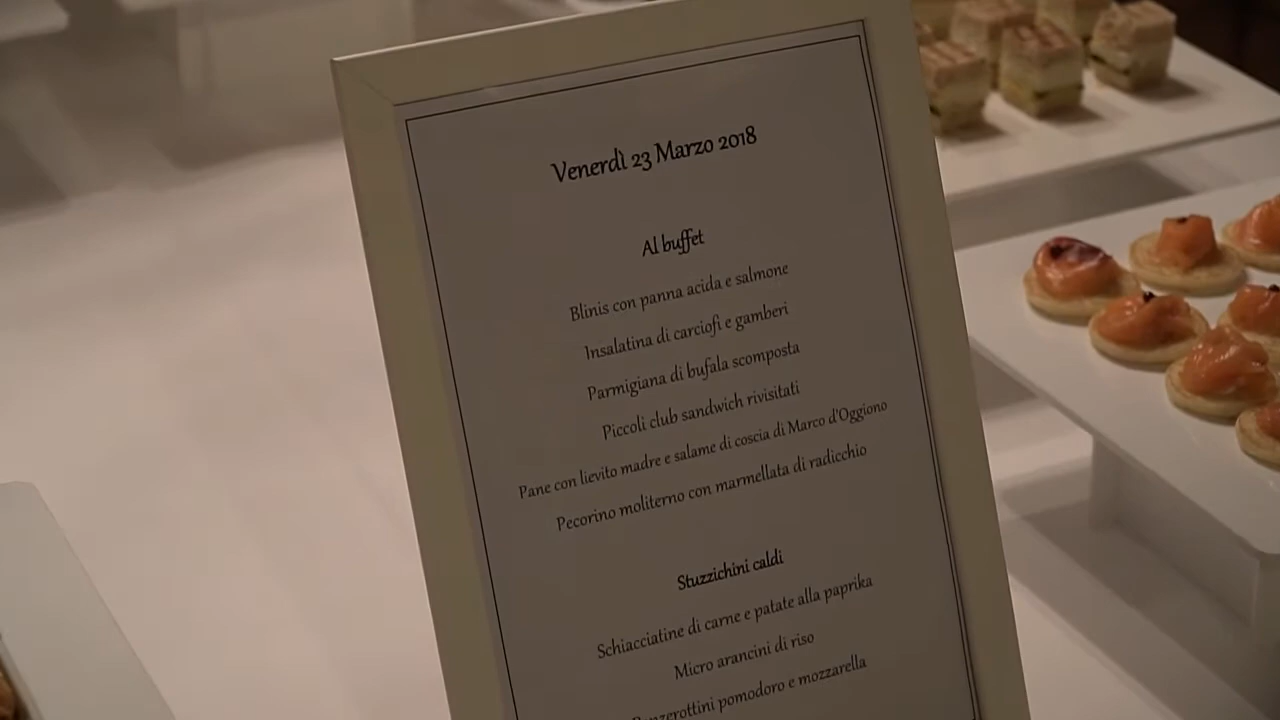 Venerdì 23 Marzo 2018
Al buffet
Blinis con panna acida e salmone
Insalatina di carciofi e gamberi
Parmigiana di bufala scomposta
Piccoli club sandwich rivisitati
Pane con lievito madre e salame di coscia di Marco d'Oggiono
Pecorino moliterno con marmellata di radicchio
Stuzzichini caldi
Schiacciatine di carne e patate alla paprika
Micro arancini di riso
pomodoro e mozzarella